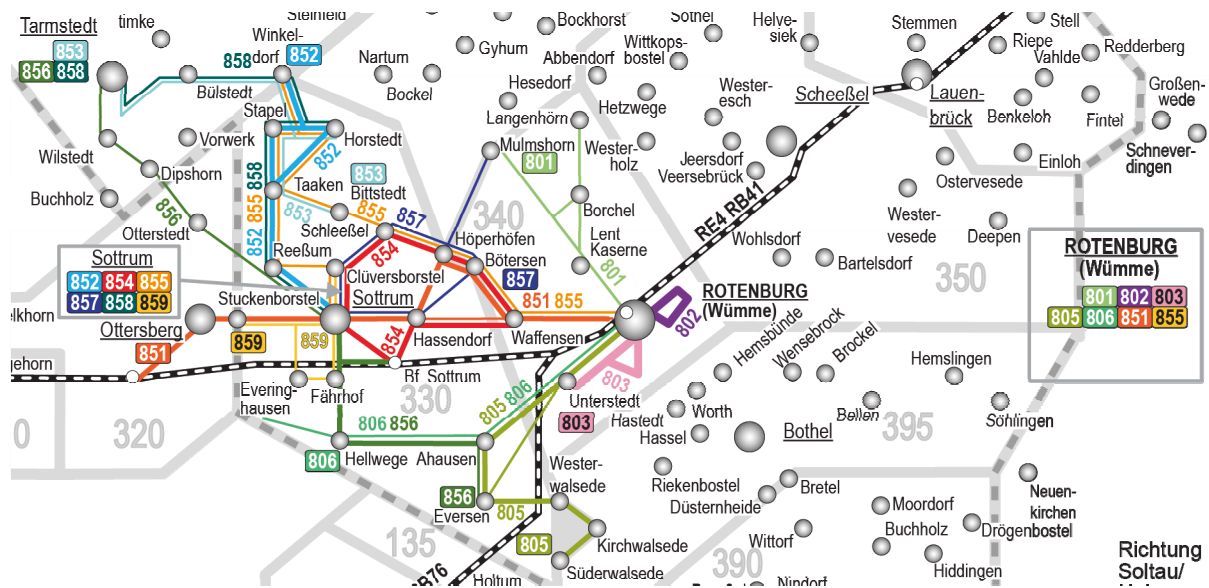 Tarmstedt
853
856 858
timke
Steinfeld
Winkel-
dorf
852
858
Bülstedt
Nartum
Bockel
Gyhum
Bockhorst
Abbendorf
Hesedorf
Wittkops-
bostel
Sothel
Helve-
siek
Stemmen
Stell
Riepe
Vahlde
Redderberg
Großen-
wede
Hetzwege
Wester-
esch
Scheeßel
Lauen-
brück
Benkeloh
Fintel
Schnever-
dingen
Stapel
Horstedt
Vorwerk
Wilstedt
Dipshorn
Buchholz
Otterstedt
856
852
858
Taaken
853
Bittstedt
853
Schleeßel
855
857
852 855
Reeßum
Langenhörn
Mulmshorn
801
Wester-
holz
Jeersdorf
Veersebrück
Einloh
Ostervesede
Borchel
Lent
Kaserne
801
340
RE4 RB41
Wester-
vesede
Deepen
Wohlsdorf
Bartelsdorf
350
Sottrum
852 854 855
857 858 859
Clüversborstel
854
Höperhöfen
Bötersen
857
Sottrum
Stuckenborstel
elkhorn
Ottersberg
851
859
859
854
Hassendorf
851 855
Waffensen
ROTENBURG
(Wümme)
802
ROTENBURG
(Wümme)
801 802 803
805 806 851 855
gehorn
Bf. Sottrum
Evering-
hausen
Fährhof
330
320
0
803
Unterstedt
803
Hastedt
Hassel
Worth
Hemsbünde
Wensebrock
Brockel
Hemslingen
Bellen
Söhlingen
Bothel
395
806 856
806
Hellwege
Ahausen
805 806
Wester-
walsede
856
Eversen
805
805
Kirchwalsede
Süderwalsede
135
RB76
Holtum
Riekenbostel
Düsternheide
Bretel
Wittorf
390
Nindorf
Moordorf
Buchholz
Drögenbostel
Hiddingen
Neuen-
kirchen
Richtung
Soltau/